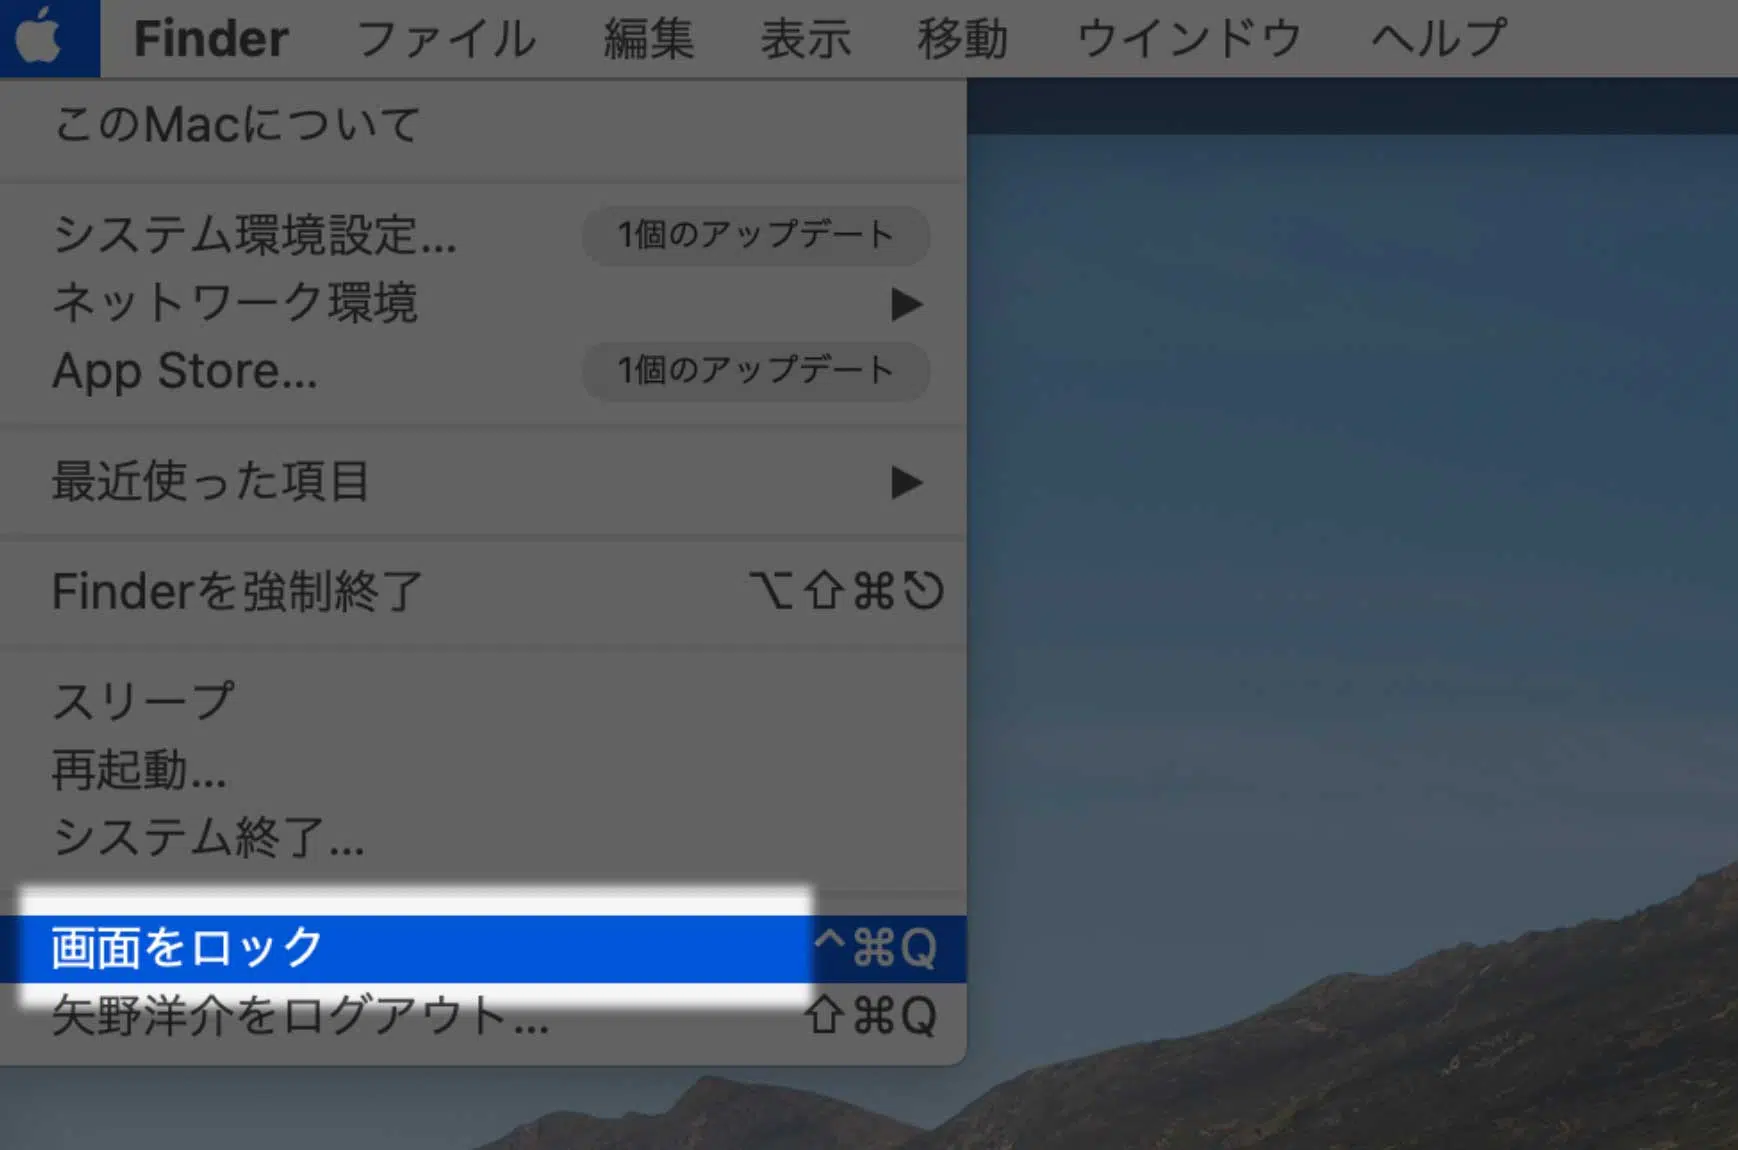 Finder ファイル 編集 表示 移動 ウインドウ ヘルプ
このMacについて
システム環境設定... 1個のアップデート
ネットワーク環境 ▶
App Store... 1個のアップデート
最近使った項目 ▶
Finderを強制終了 ⌥⇧⌘⎋
スリープ
再起動...
システム終了...
画面をロック ^⌘Q
矢野洋介をログアウト... ⇧⌘Q